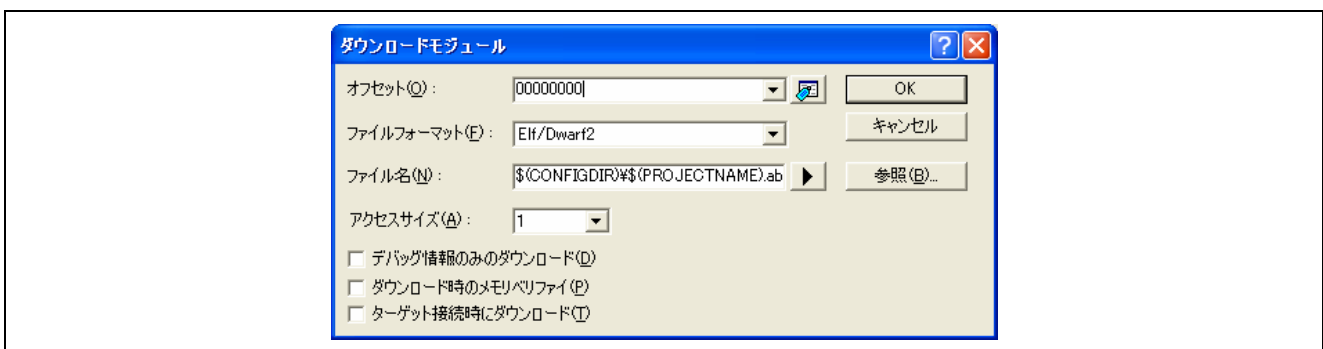 ダウンロードモジュール
オフセット(O): 00000000 OK
ファイルフォーマット(F): Elf/Dwarf2 キャンセル
ファイル名(N): $(CONFIGDIR)¥$(PROJECTNAME).ab 参照(B)...
アクセスサイズ(A): 1
デバッグ情報のみのダウンロード(D)
ダウンロード時のメモリベリファイ(P)
ターゲット接続時にダウンロード(T)